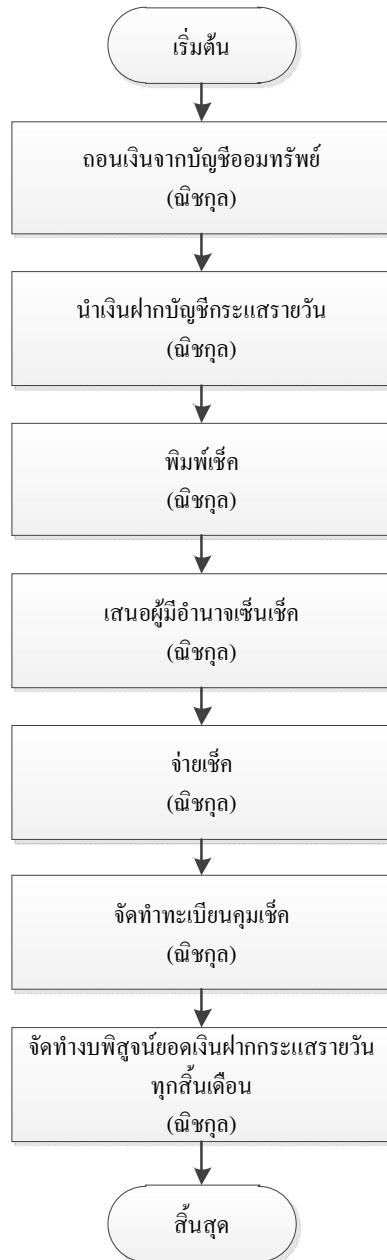 เริ่มต้น
ถอนเงินจากบัญชีออมทรัพย์
(ณิชกุล)
นำเงินฝากบัญชีกระแสรายวัน
(ณิชกุล)
พิมพ์เช็ค
(ณิชกุล)
เสนอผู้มีอำนาจเซ็นเช็ค
(ณิชกุล)
จ่ายเช็ค
(ณิชกุล)
จัดทำทะเบียนคุมเช็ค
(ณิชกุล)
จัดทำงบพิสูจน์ยอดเงินฝากกระแสรายวัน
ทุกสิ้นเดือน
(ณิชกุล)
สิ้นสุด